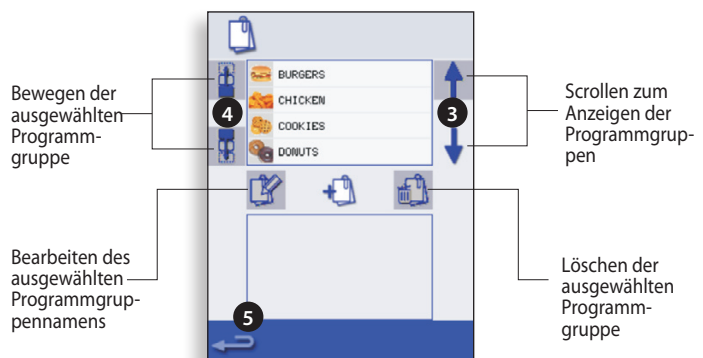 BURGERS
CHICKEN
COOKIES
DONUTS
4
3
5
Bewegen der
ausgewählten
Programm-
gruppe
Scrollen zum
Anzeigen der
Programmgrup-
pen
Bearbeiten des
ausgewählten
Programmgrup-
pennamens
Löschen der
ausgewählten
Programm-
gruppe